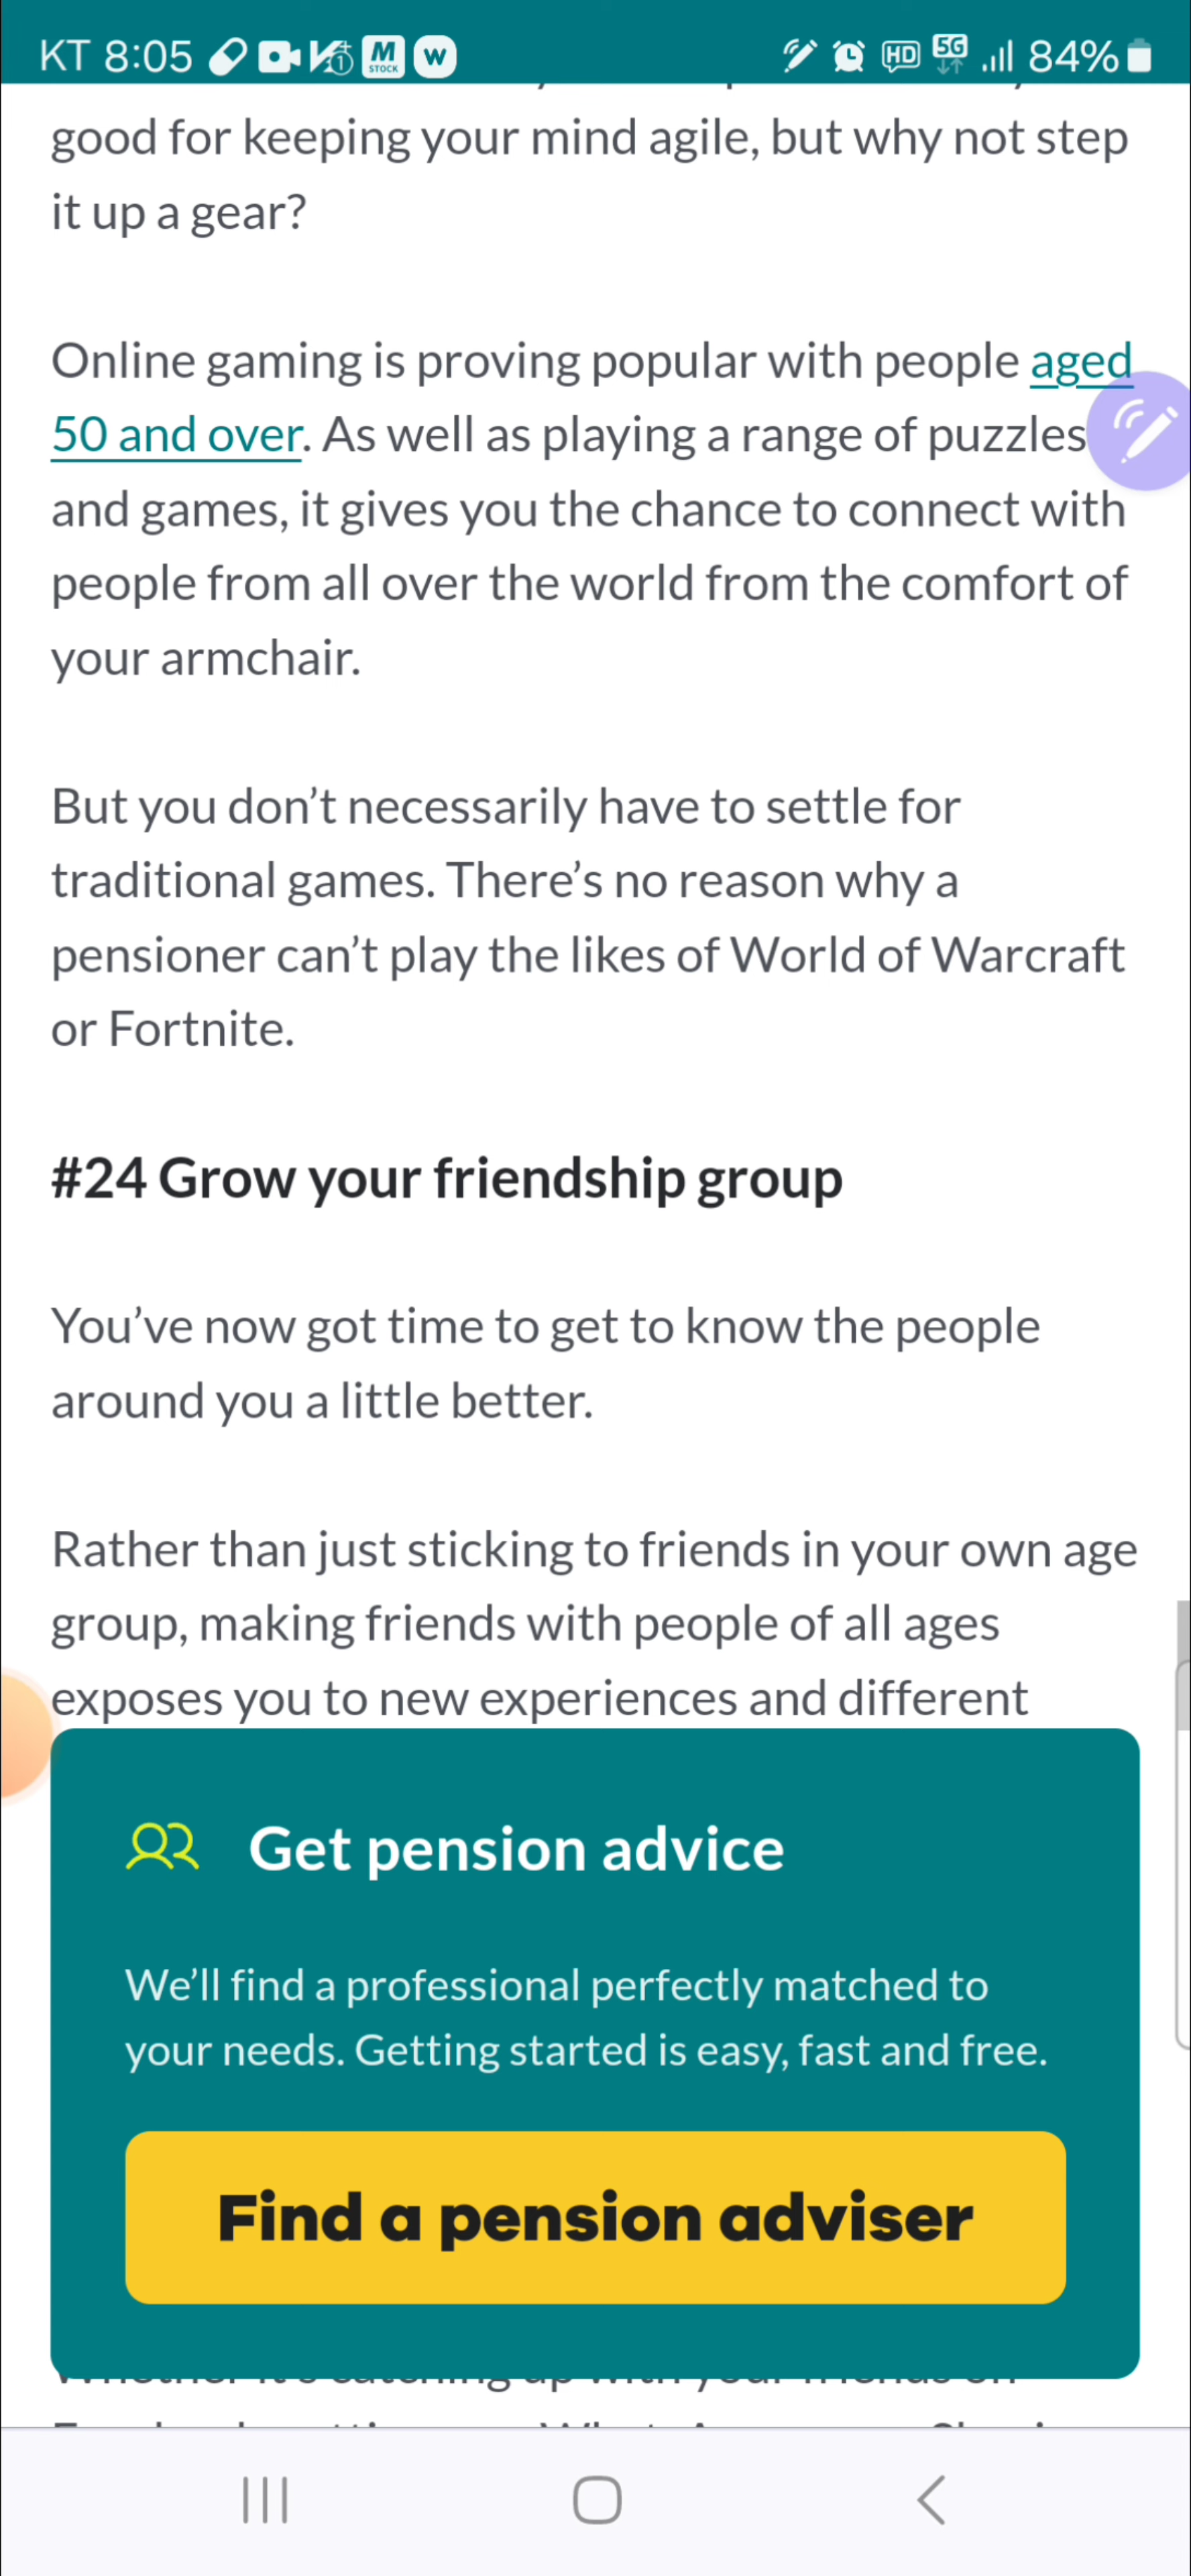 KT 8:05 M STOCK W HD 5G 84%
good for keeping your mind agile, but why not step
it up a gear?
Online gaming is proving popular with people aged
50 and over. As well as playing a range of puzzles
and games, it gives you the chance to connect with
people from all over the world from the comfort of
your armchair.
But you don’t necessarily have to settle for
traditional games. There’s no reason why a
pensioner can’t play the likes of World of Warcraft
or Fortnite.
#24 Grow your friendship group
You’ve now got time to get to know the people
around you a little better.
Rather than just sticking to friends in your own age
group, making friends with people of all ages
exposes you to new experiences and different
Get pension advice
We’ll find a professional perfectly matched to
your needs. Getting started is easy, fast and free.
Find a pension adviser